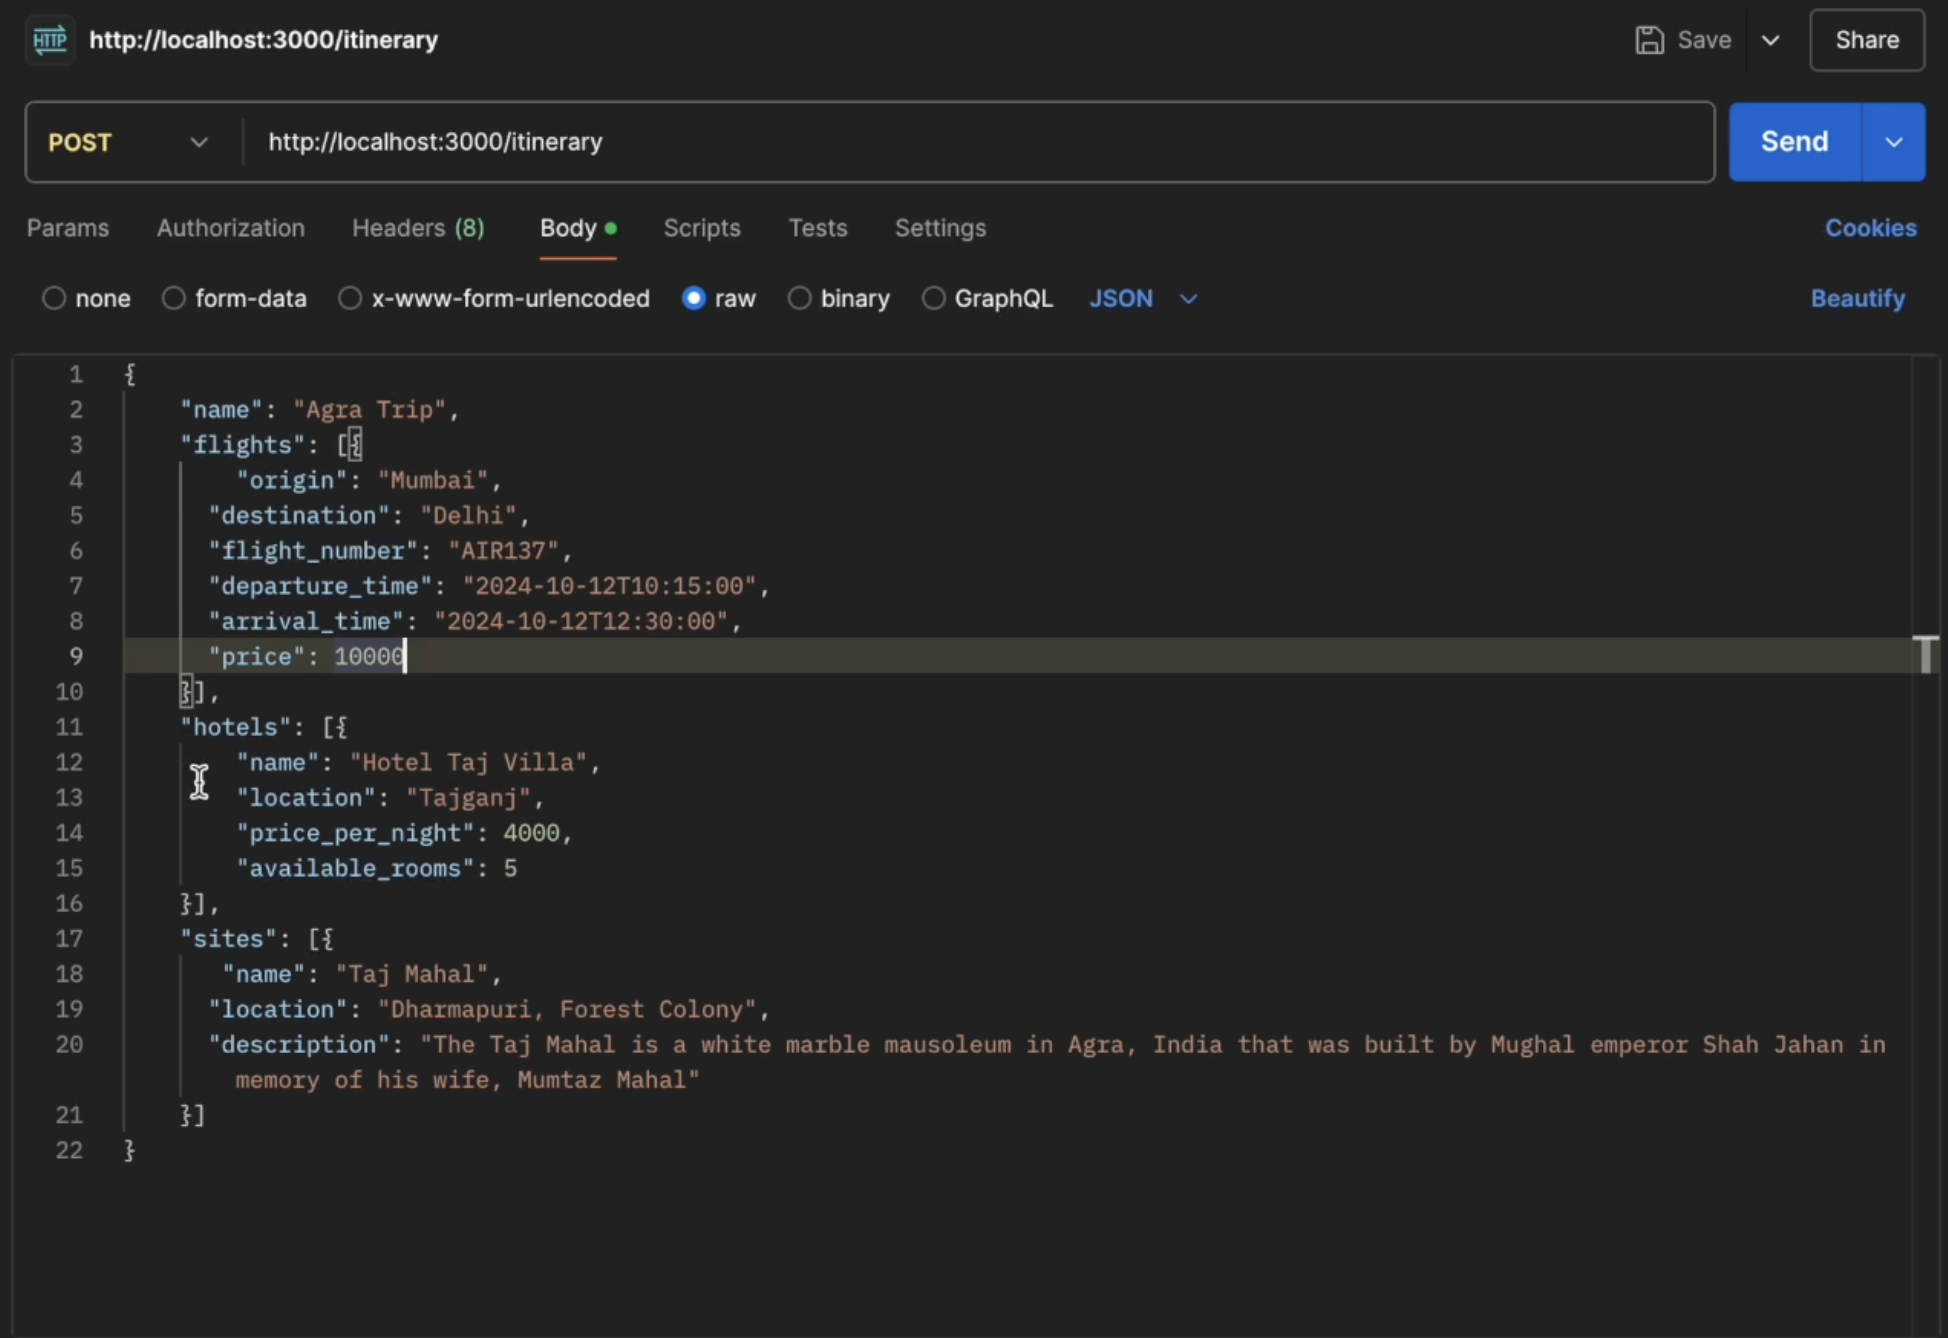 HTTP http://localhost:3000/itinerary Save Share
POST http://localhost:3000/itinerary Send
Params Authorization Headers (8) Body Scripts Tests Settings Cookies
none form-data x-www-form-urlencoded raw binary GraphQL JSON Beautify
1 {
2 "name": "Agra Trip",
3 "flights": [{
4 "origin": "Mumbai",
5 "destination": "Delhi",
6 "flight_number": "AIR137",
7 "departure_time": "2024-10-12T10:15:00",
8 "arrival_time": "2024-10-12T12:30:00",
9 "price": 10000
10 }],
11 "hotels": [{
12 "name": "Hotel Taj Villa",
13 "location": "Tajganj",
14 "price_per_night": 4000,
15 "available_rooms": 5
16 }],
17 "sites": [{
18 "name": "Taj Mahal",
19 "location": "Dharmapuri, Forest Colony",
20 "description": "The Taj Mahal is a white marble mausoleum in Agra, India that was built by Mughal emperor Shah Jahan in
memory of his wife, Mumtaz Mahal"
21 }]
22 }